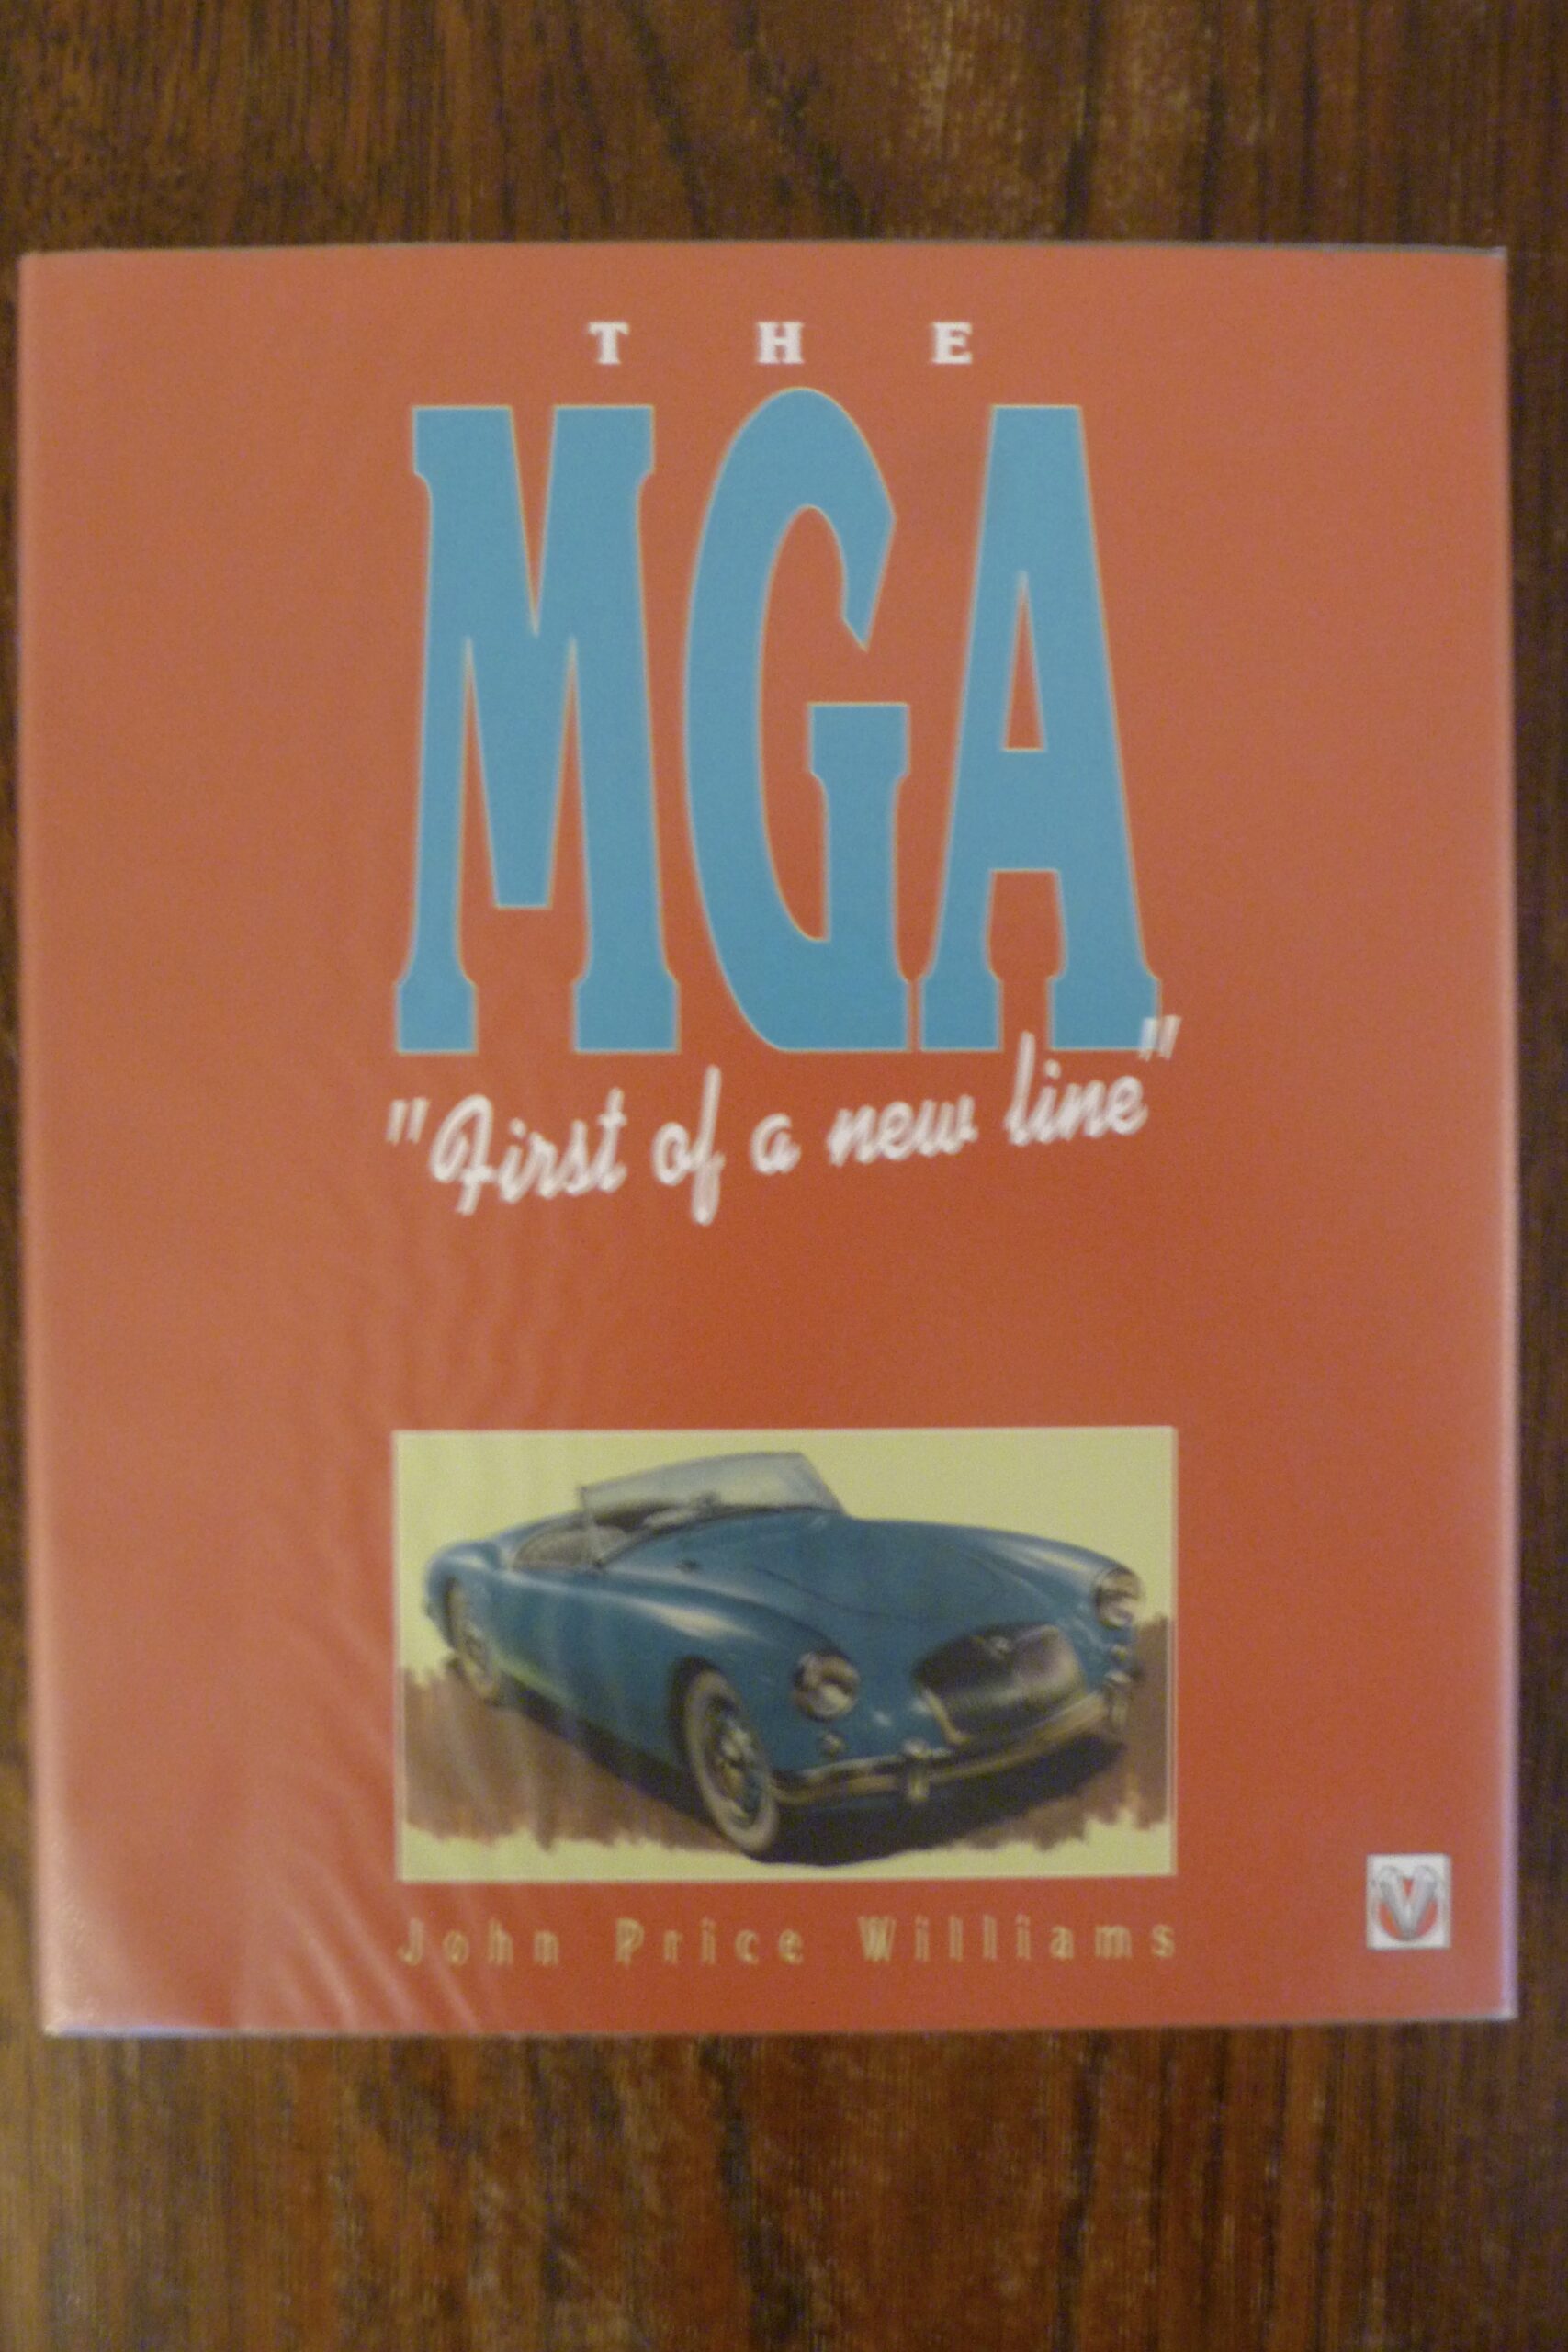 THE
MGA
"First of a new line"
John Price Williams
V